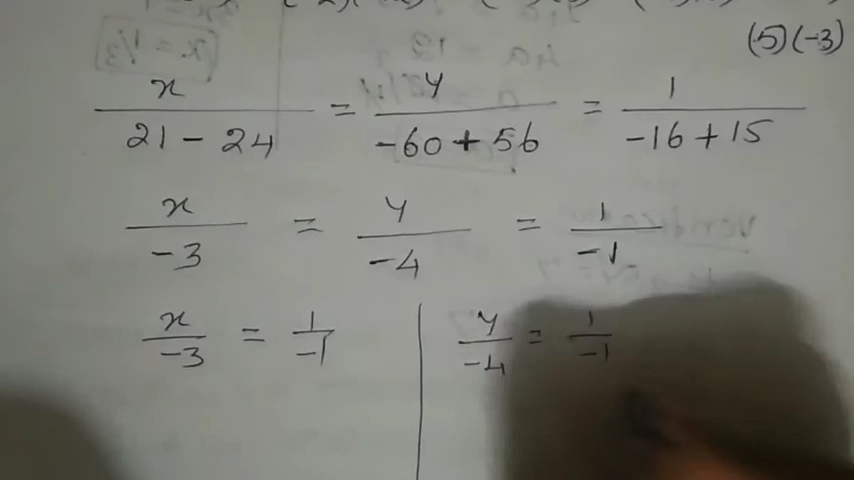 (5)(-3)
x/(21 - 24) = y/(-60 + 56) = 1/(-16 + 15)
x/-3 = y/-4 = 1/-1
x/-3 = 1/-1 | y/-4 = 1/-1